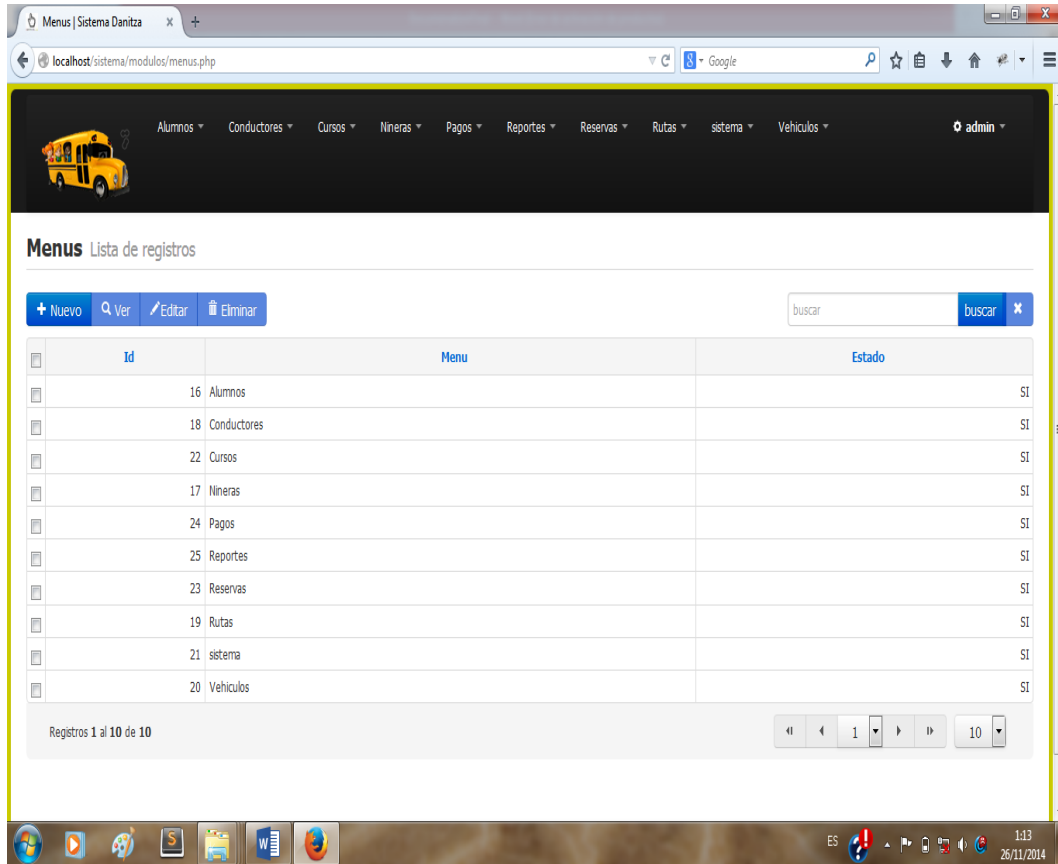 Menus | Sistema Danitza
localhost/sistema/modulos/menus.php
Google
Alumnos Conductores Cursos Nineras Pagos Reportes Reservas Rutas sistema Vehiculos admin
Menus Lista de registros
Nuevo Ver Editar Eliminar buscar buscar
Id Menu Estado
16 Alumnos SI
18 Conductores SI
22 Cursos SI
17 Nineras SI
24 Pagos SI
25 Reportes SI
23 Reservas SI
19 Rutas SI
21 sistema SI
20 Vehiculos SI
Registros 1 al 10 de 10 1 10
ES 1:13
26/11/2014